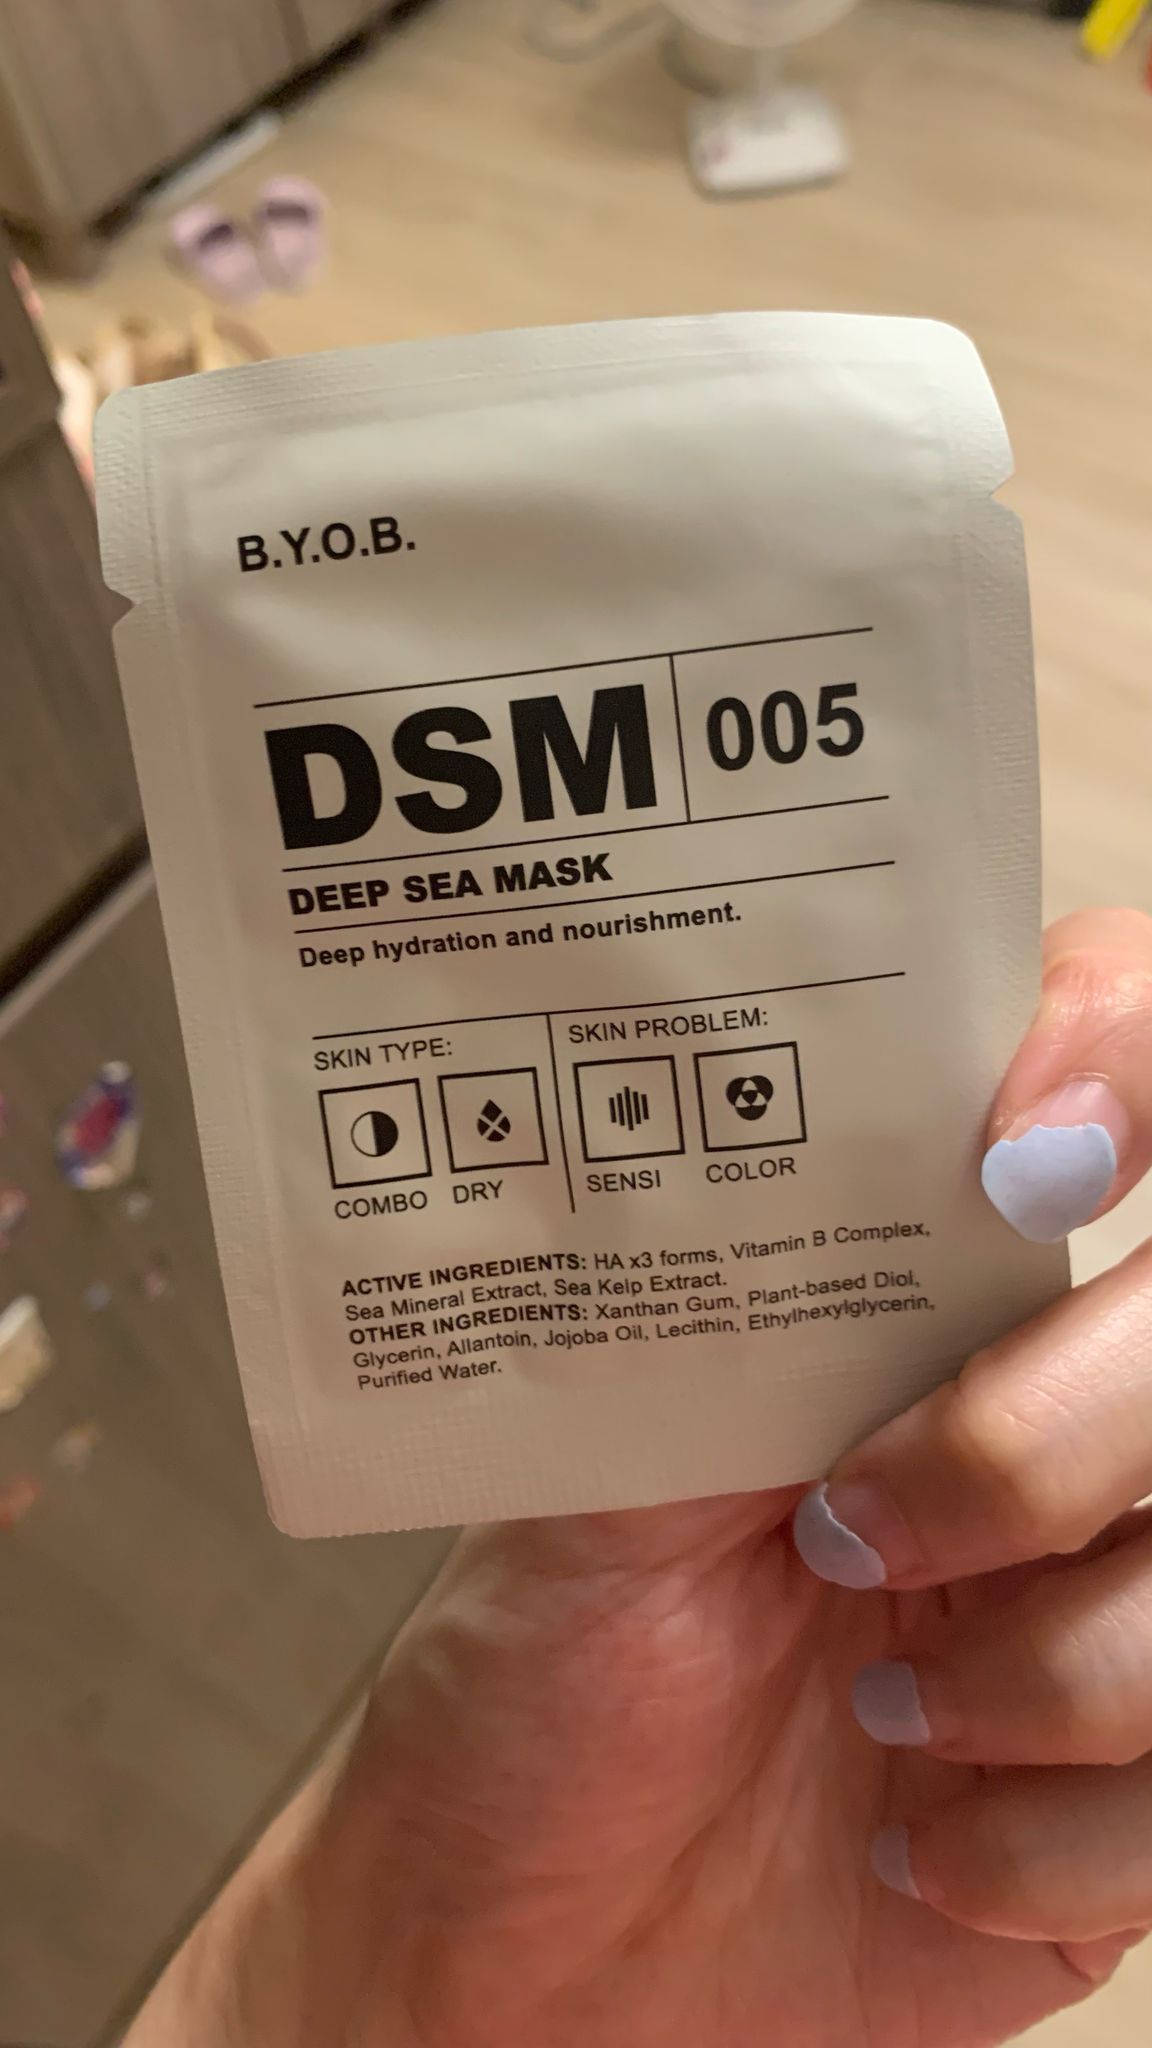 B.Y.O.B.
DSM 005
DEEP SEA MASK
Deep hydration and nourishment.
SKIN TYPE:
COMBO DRY
SKIN PROBLEM:
SENSI COLOR
ACTIVE INGREDIENTS: HA x3 forms, Vitamin B Complex,
Sea Mineral Extract, Sea Kelp Extract.
OTHER INGREDIENTS: Xanthan Gum, Plant-based Diol,
Glycerin, Allantoin, Jojoba Oil, Lecithin, Ethylhexylglycerin,
Purified Water.